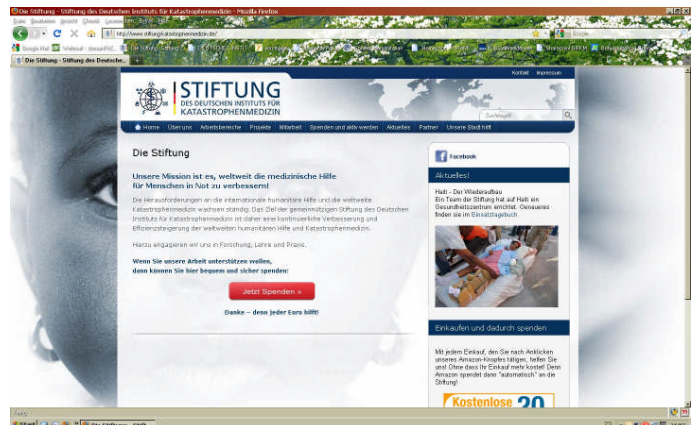 Die Stiftung - Stiftung des Deutschen Instituts für Katastrophenmedizin - Mozilla Firefox
Die Stiftung - Stiftung des Deutsche...
Kontakt Impressum
STIFTUNG
DES DEUTSCHEN INSTITUTS FÜR
KATASTROPHENMEDIZIN
Home Über uns Arbeitsbereiche Projekte Mitarbeit Spenden und aktiv werden Aktuelles Partner Unsere Stadt hilft
Die Stiftung
Unsere Mission ist es, weltweit die medizinische Hilfe
für Menschen in Not zu verbessern!
Die Herausforderungen an die internationale humanitäre Hilfe und die weltweite
Katastrophenmedizin wachsen ständig. Das Ziel der gemeinnützigen Stiftung des Deutschen
Instituts für Katastrophenmedizin ist daher eine kontinuierliche Verbesserung und
Effizienzsteigerung der weltweiten humanitären Hilfe und Katastrophenmedizin.
Hierzu engagieren wir uns in Forschung, Lehre und Praxis.
Wenn Sie unsere Arbeit unterstützen wollen,
dann können Sie hier bequem und sicher spenden:
Jetzt Spenden »
Danke – denn jeder Euro hilft!
Facebook
Aktuelles!
Haiti - Der Wiederaufbau
Ein Team der Stiftung hat auf Haiti ein
Gesundheitszentrum errichtet. Genaueres
finden sie im Einsatztagebuch.
Einkaufen und dadurch spenden
Mit jedem Einkauf, den Sie nach Anklicken
unseres Amazon-Knopfes tätigen, helfen Sie
uns! Ohne dass Ihr Einkauf mehr kostet! Denn
Amazon spendet dann "automatisch" an die
Stiftung!
Kostenlose 20